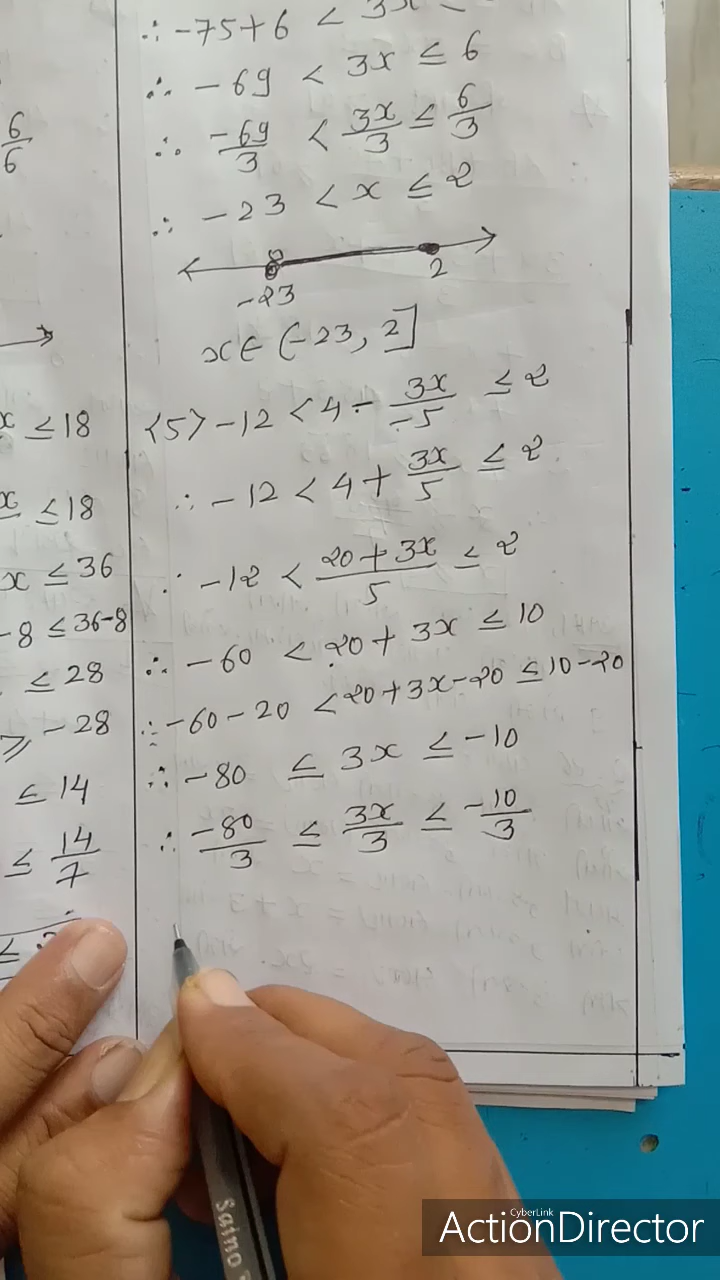 6/6
x ≤ 18
x ≤ 18
x ≤ 36
-8 ≤ 36-8
≤ 28
≥ -28
≤ 14
≤ 14/7
∴ -75+6 < 3x
∴ -69 < 3x ≤ 6
∴ -69/3 < 3x/3 ≤ 6/3
∴ -23 < x ≤ 2
-23 2
x ∈ (-23, 2]
<5> -12 < 4 - 3x/-5 ≤ 2
∴ -12 < 4 + 3x/5 ≤ 2
∴ -12 < 20+3x/5 ≤ 2
∴ -60 < 20 + 3x ≤ 10
∴ -60-20 < 20+3x-20 ≤ 10-20
∴ -80 ≤ 3x ≤ -10
∴ -80/3 ≤ 3x/3 ≤ -10/3
Saino
CyberLink
ActionDirector